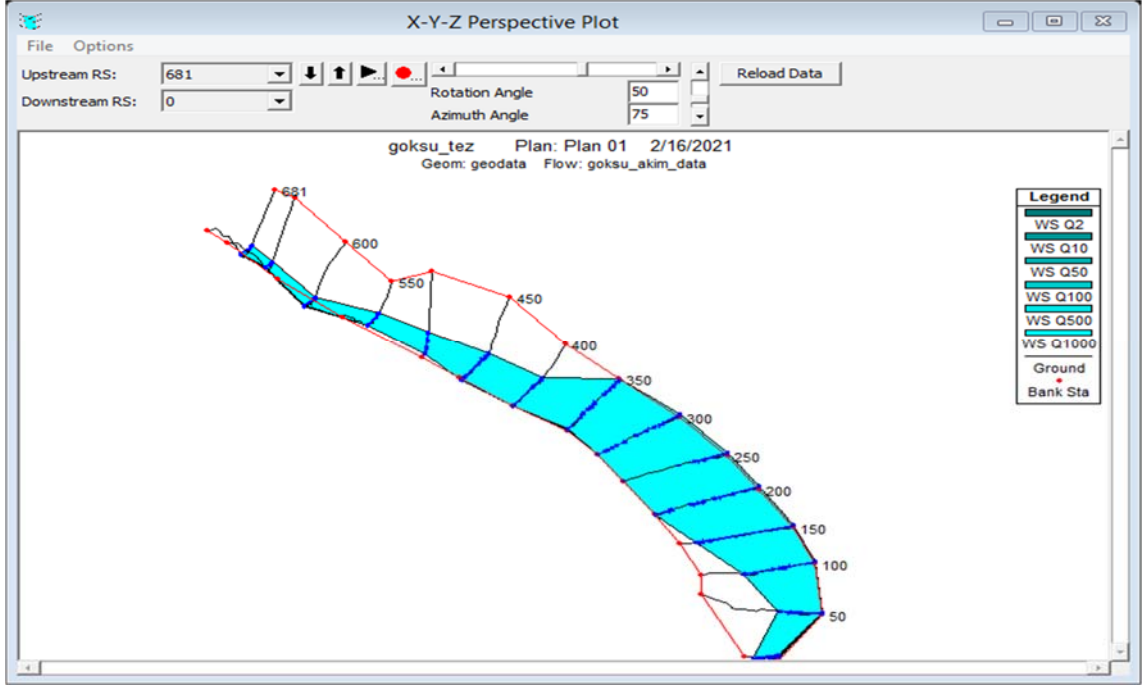 X-Y-Z Perspective Plot
File Options
Upstream RS: 681
Downstream RS: 0
Rotation Angle 50
Azimuth Angle 75
Reload Data
goksu_tez Plan: Plan 01 2/16/2021
Geom: geodata Flow: goksu_akim_data
681
600
550
450
400
350
300
250
200
150
100
50
Legend
WS Q2
WS Q10
WS Q50
WS Q100
WS Q500
WS Q1000
Ground
Bank Sta